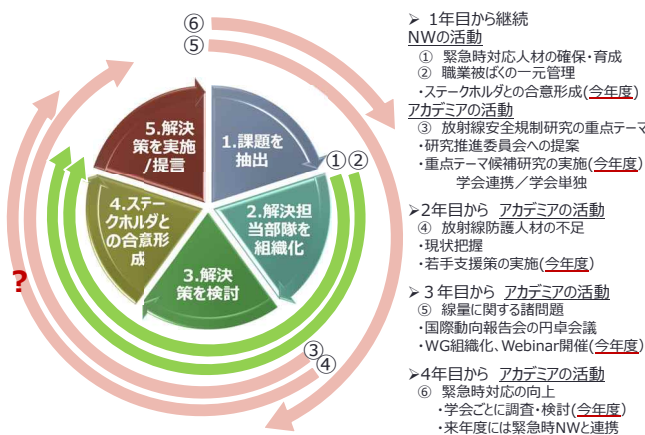 ⑥
⑤
5.解決
策を実施
/提言
1.課題を
抽出
① ②
4.ステー
クホルダと
の合意形
成
2.解決担
当部隊を
組織化
3.解決
策を検討
?
③
④
➢ 1年目から継続
NWの活動
① 緊急時対応人材の確保・育成
② 職業被ばくの一元管理
・ステークホルダとの合意形成(今年度)
アカデミアの活動
③ 放射線安全規制研究の重点テーマ
・研究推進委員会への提案
・重点テーマ候補研究の実施(今年度)
学会連携／学会単独
➢2年目から アカデミアの活動
④ 放射線防護人材の不足
・現状把握
・若手支援策の実施(今年度)
➢３年目から アカデミアの活動
⑤ 線量に関する諸問題
・国際動向報告会の円卓会議
・WG組織化、Webinar開催(今年度)
➢4年目から アカデミアの活動
⑥ 緊急時対応の向上
・学会ごとに調査・検討(今年度)
・来年度には緊急時NWと連携